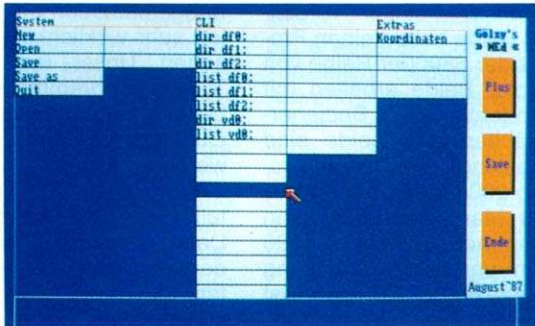 System
New
Open
Save
Save as
Quit
CLI
dir df0:
dir df1:
dir df2:
list df0:
list df1:
list df2:
dir vd0:
list vd0:
Extras
Koordinaten
Gölzy's
» MEd «
Plus
Save
Ende
August`87